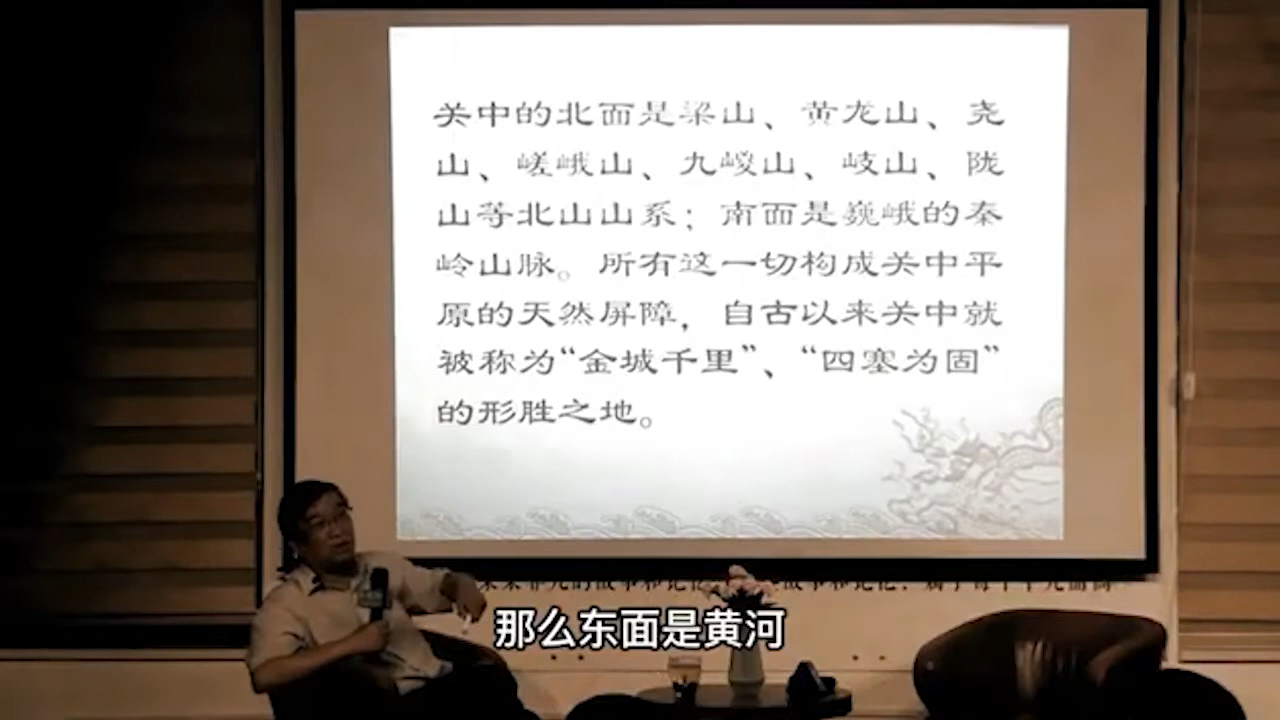 关中的北面是梁山、黄龙山、尧
山、嵯峨山、九嵕山、岐山、陇
山等北山山系；南面是巍峨的秦
岭山脉。所有这一切构成关中平
原的天然屏障，自古以来关中就
被称为“金城千里”、“四塞为固”
的形胜之地。
那么东面是黄河